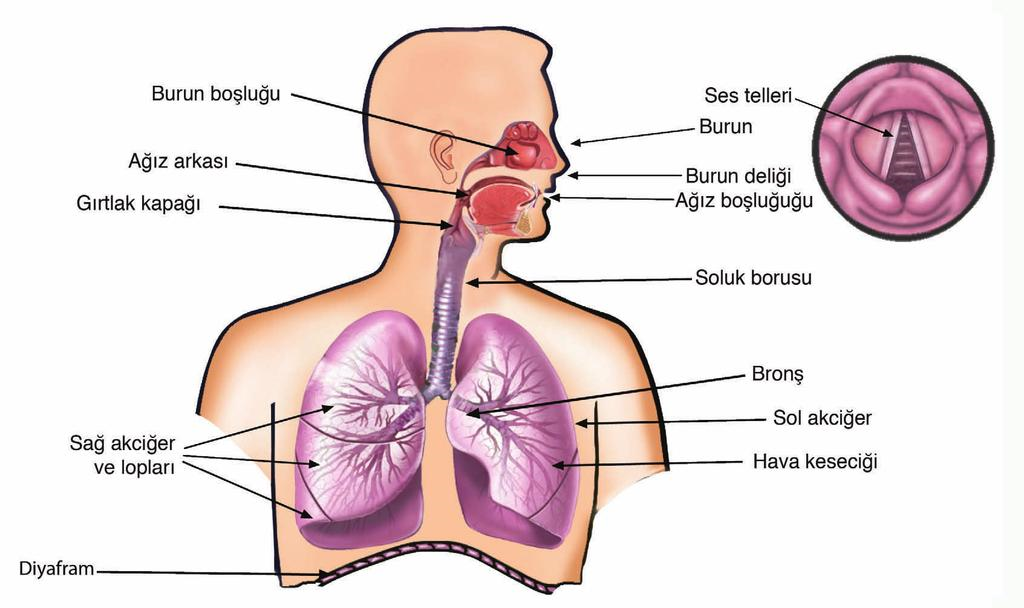 Burun boşluğu
Ağız arkası
Gırtlak kapağı
Sağ akciğer
ve lopları
Diyafram
Ses telleri
Burun
Burun deliği
Ağız boşluğuğu
Soluk borusu
Bronş
Sol akciğer
Hava keseciği